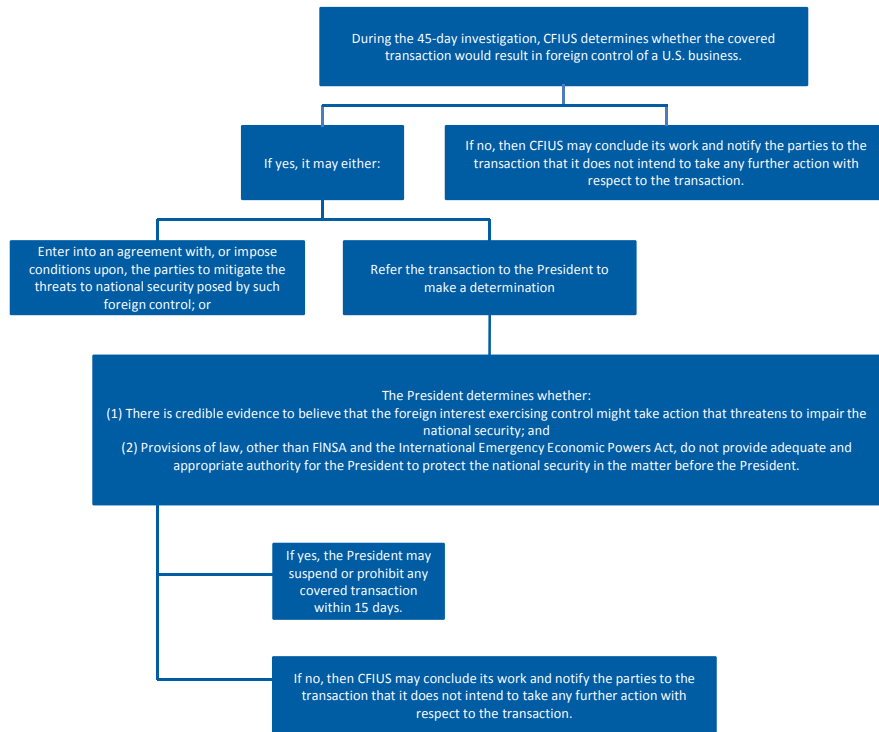 During the 45-day investigation, CFIUS determines whether the covered
transaction would result in foreign control of a U.S. business.
If yes, it may either:
If no, then CFIUS may conclude its work and notify the parties to the
transaction that it does not intend to take any further action with
respect to the transaction.
Enter into an agreement with, or impose
conditions upon, the parties to mitigate the
threats to national security posed by such
foreign control; or
Refer the transaction to the President to
make a determination
The President determines whether:
(1) There is credible evidence to believe that the foreign interest exercising control might take action that threatens to impair the
national security; and
(2) Provisions of law, other than FINSA and the International Emergency Economic Powers Act, do not provide adequate and
appropriate authority for the President to protect the national security in the matter before the President.
If yes, the President may
suspend or prohibit any
covered transaction
within 15 days.
If no, then CFIUS may conclude its work and notify the parties to the
transaction that it does not intend to take any further action with
respect to the transaction.